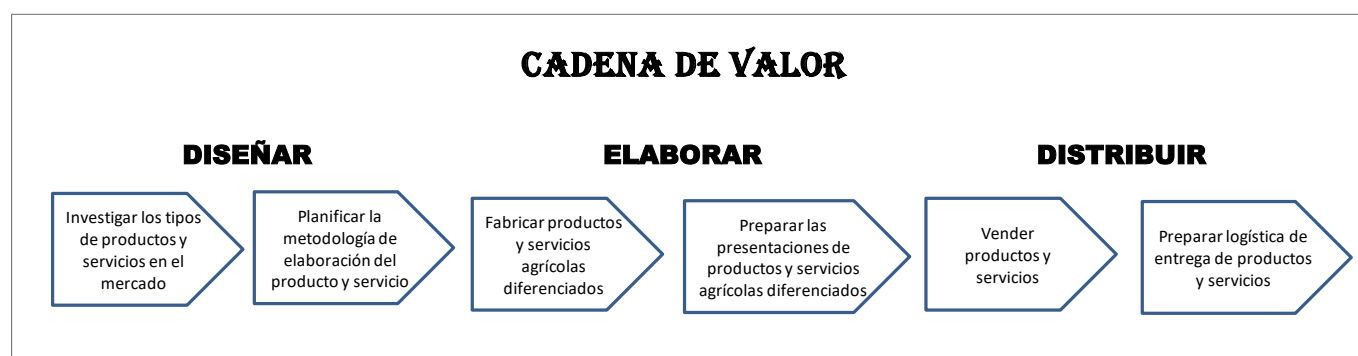 CADENA DE VALOR
DISEÑAR
ELABORAR
DISTRIBUIR
Investigar los tipos
de productos y
servicios en el
mercado
Planificar la
metodología de
elaboración del
producto y servicio
Fabricar productos
y servicios
agrícolas
diferenciados
Preparar las
presentaciones de
productos y servicios
agrícolas diferenciados
Vender
productos y
servicios
Preparar logística de
entrega de productos
y servicios